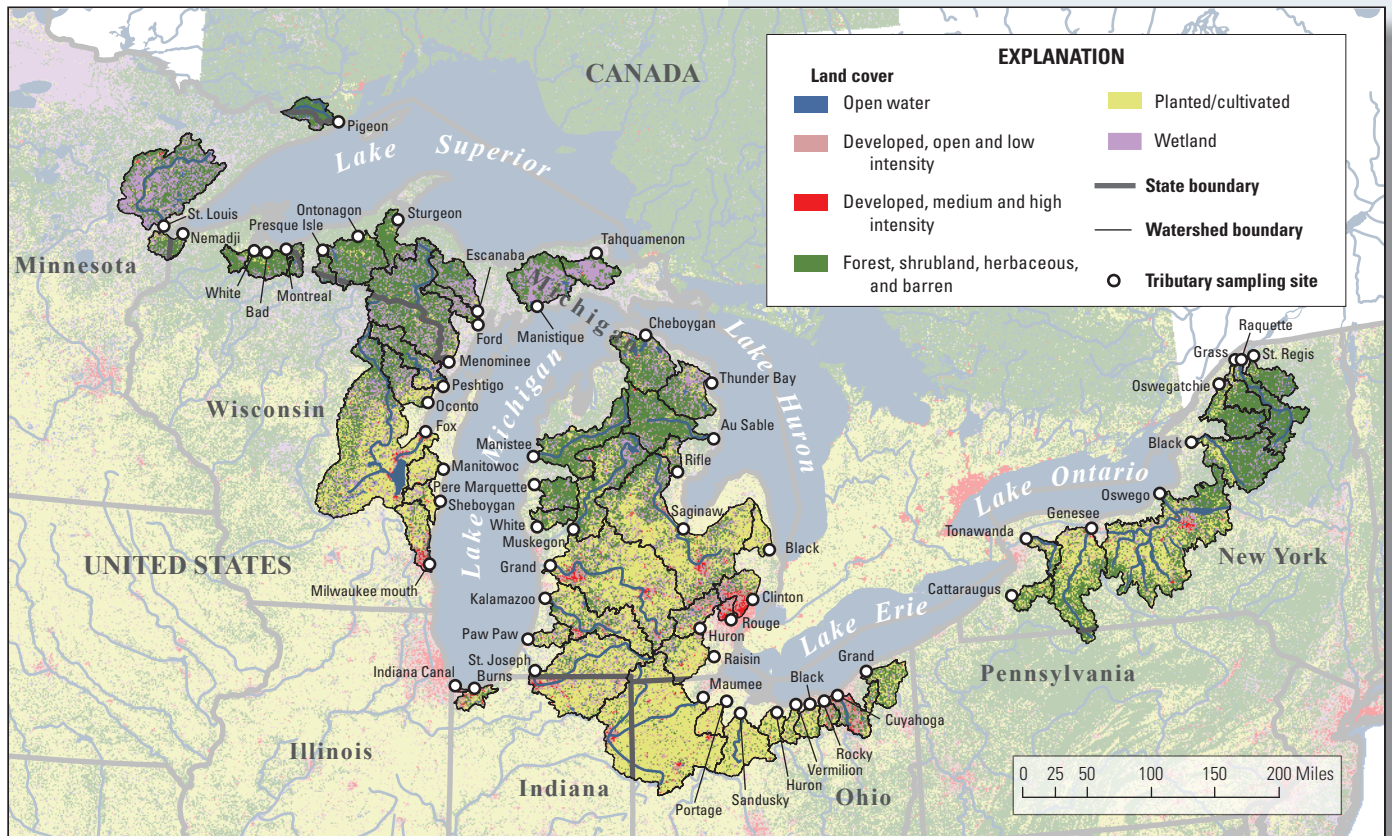 CANADA
EXPLANATION
Land cover
Open water
Developed, open and low
intensity
Developed, medium and high
intensity
Forest, shrubland, herbaceous,
and barren
Planted/cultivated
Wetland
State boundary
Watershed boundary
Tributary sampling site
Pigeon
Lake Superior
St. Louis
Nemadji
Minnesota
White
Bad
Montreal
Presque Isle
Ontonagon
Sturgeon
Escanaba
Ford
Tahquamenon
Manistique
Michigan
Menominee
Peshtigo
Oconto
Fox
Wisconsin
Manitowoc
Sheboygan
Milwaukee mouth
Lake Michigan
UNITED STATES
Cheboygan
Thunder Bay
Lake Huron
Au Sable
Rifle
Manistee
Pere Marquette
White
Muskegon
Saginaw
Black
Grand
Kalamazoo
Clinton
Rouge
Huron
Paw Paw
St. Joseph
Raisin
Indiana Canal
Burns
Illinois
Indiana
Maumee
Portage
Sandusky
Huron
Vermilion
Black
Rocky
Cuyahoga
Grand
Ohio
Lake Erie
Pennsylvania
Cattaraugus
Tonawanda
Genesee
Oswego
New York
Lake Ontario
Black
Oswegatchie
Grass
Raquette
St. Regis
0 25 50 100 150 200 Miles